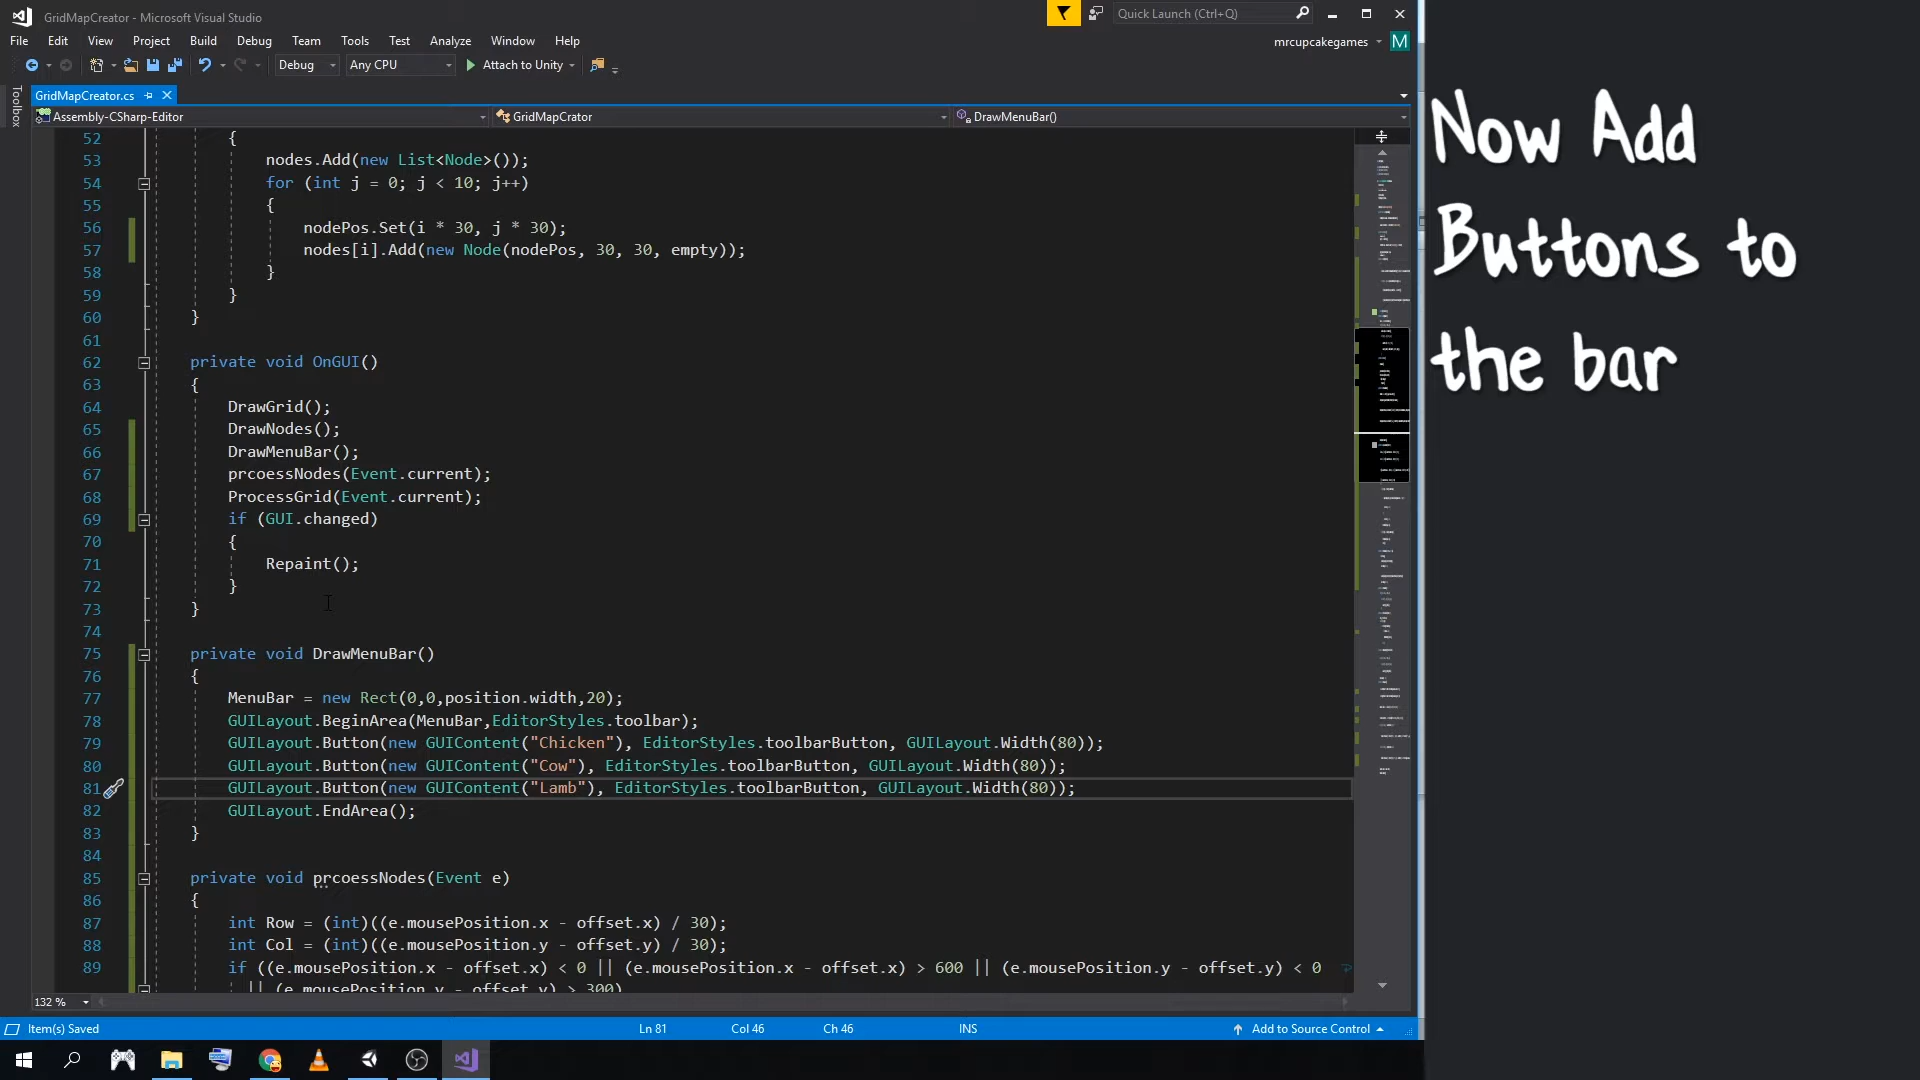 GridMapCreator - Microsoft Visual Studio
Quick Launch (Ctrl+Q)
File Edit View Project Build Debug Team Tools Test Analyze Window Help
mrcupcakegames M
Debug Any CPU Attach to Unity
Toolbox
GridMapCreator.cs
Assembly-CSharp-Editor GridMapCrator DrawMenuBar()
52 {
53 nodes.Add(new List<Node>());
54 for (int j = 0; j < 10; j++)
55 {
56 nodePos.Set(i * 30, j * 30);
57 nodes[i].Add(new Node(nodePos, 30, 30, empty));
58 }
59 }
60 }
61
62 private void OnGUI()
63 {
64 DrawGrid();
65 DrawNodes();
66 DrawMenuBar();
67 prcoessNodes(Event.current);
68 ProcessGrid(Event.current);
69 if (GUI.changed)
70 {
71 Repaint();
72 }
73 }
74
75 private void DrawMenuBar()
76 {
77 MenuBar = new Rect(0,0,position.width,20);
78 GUILayout.BeginArea(MenuBar,EditorStyles.toolbar);
79 GUILayout.Button(new GUIContent("Chicken"), EditorStyles.toolbarButton, GUILayout.Width(80));
80 GUILayout.Button(new GUIContent("Cow"), EditorStyles.toolbarButton, GUILayout.Width(80));
81 GUILayout.Button(new GUIContent("Lamb"), EditorStyles.toolbarButton, GUILayout.Width(80));
82 GUILayout.EndArea();
83 }
84
85 private void prcoessNodes(Event e)
86 {
87 int Row = (int)((e.mousePosition.x - offset.x) / 30);
88 int Col = (int)((e.mousePosition.y - offset.y) / 30);
89 if ((e.mousePosition.x - offset.x) < 0 || (e.mousePosition.x - offset.x) > 600 || (e.mousePosition.y - offset.y) < 0
|| (e.mousePosition.y - offset.y) > 300)
132 %
Item(s) Saved Ln 81 Col 46 Ch 46 INS Add to Source Control
Now Add
Buttons to
the bar